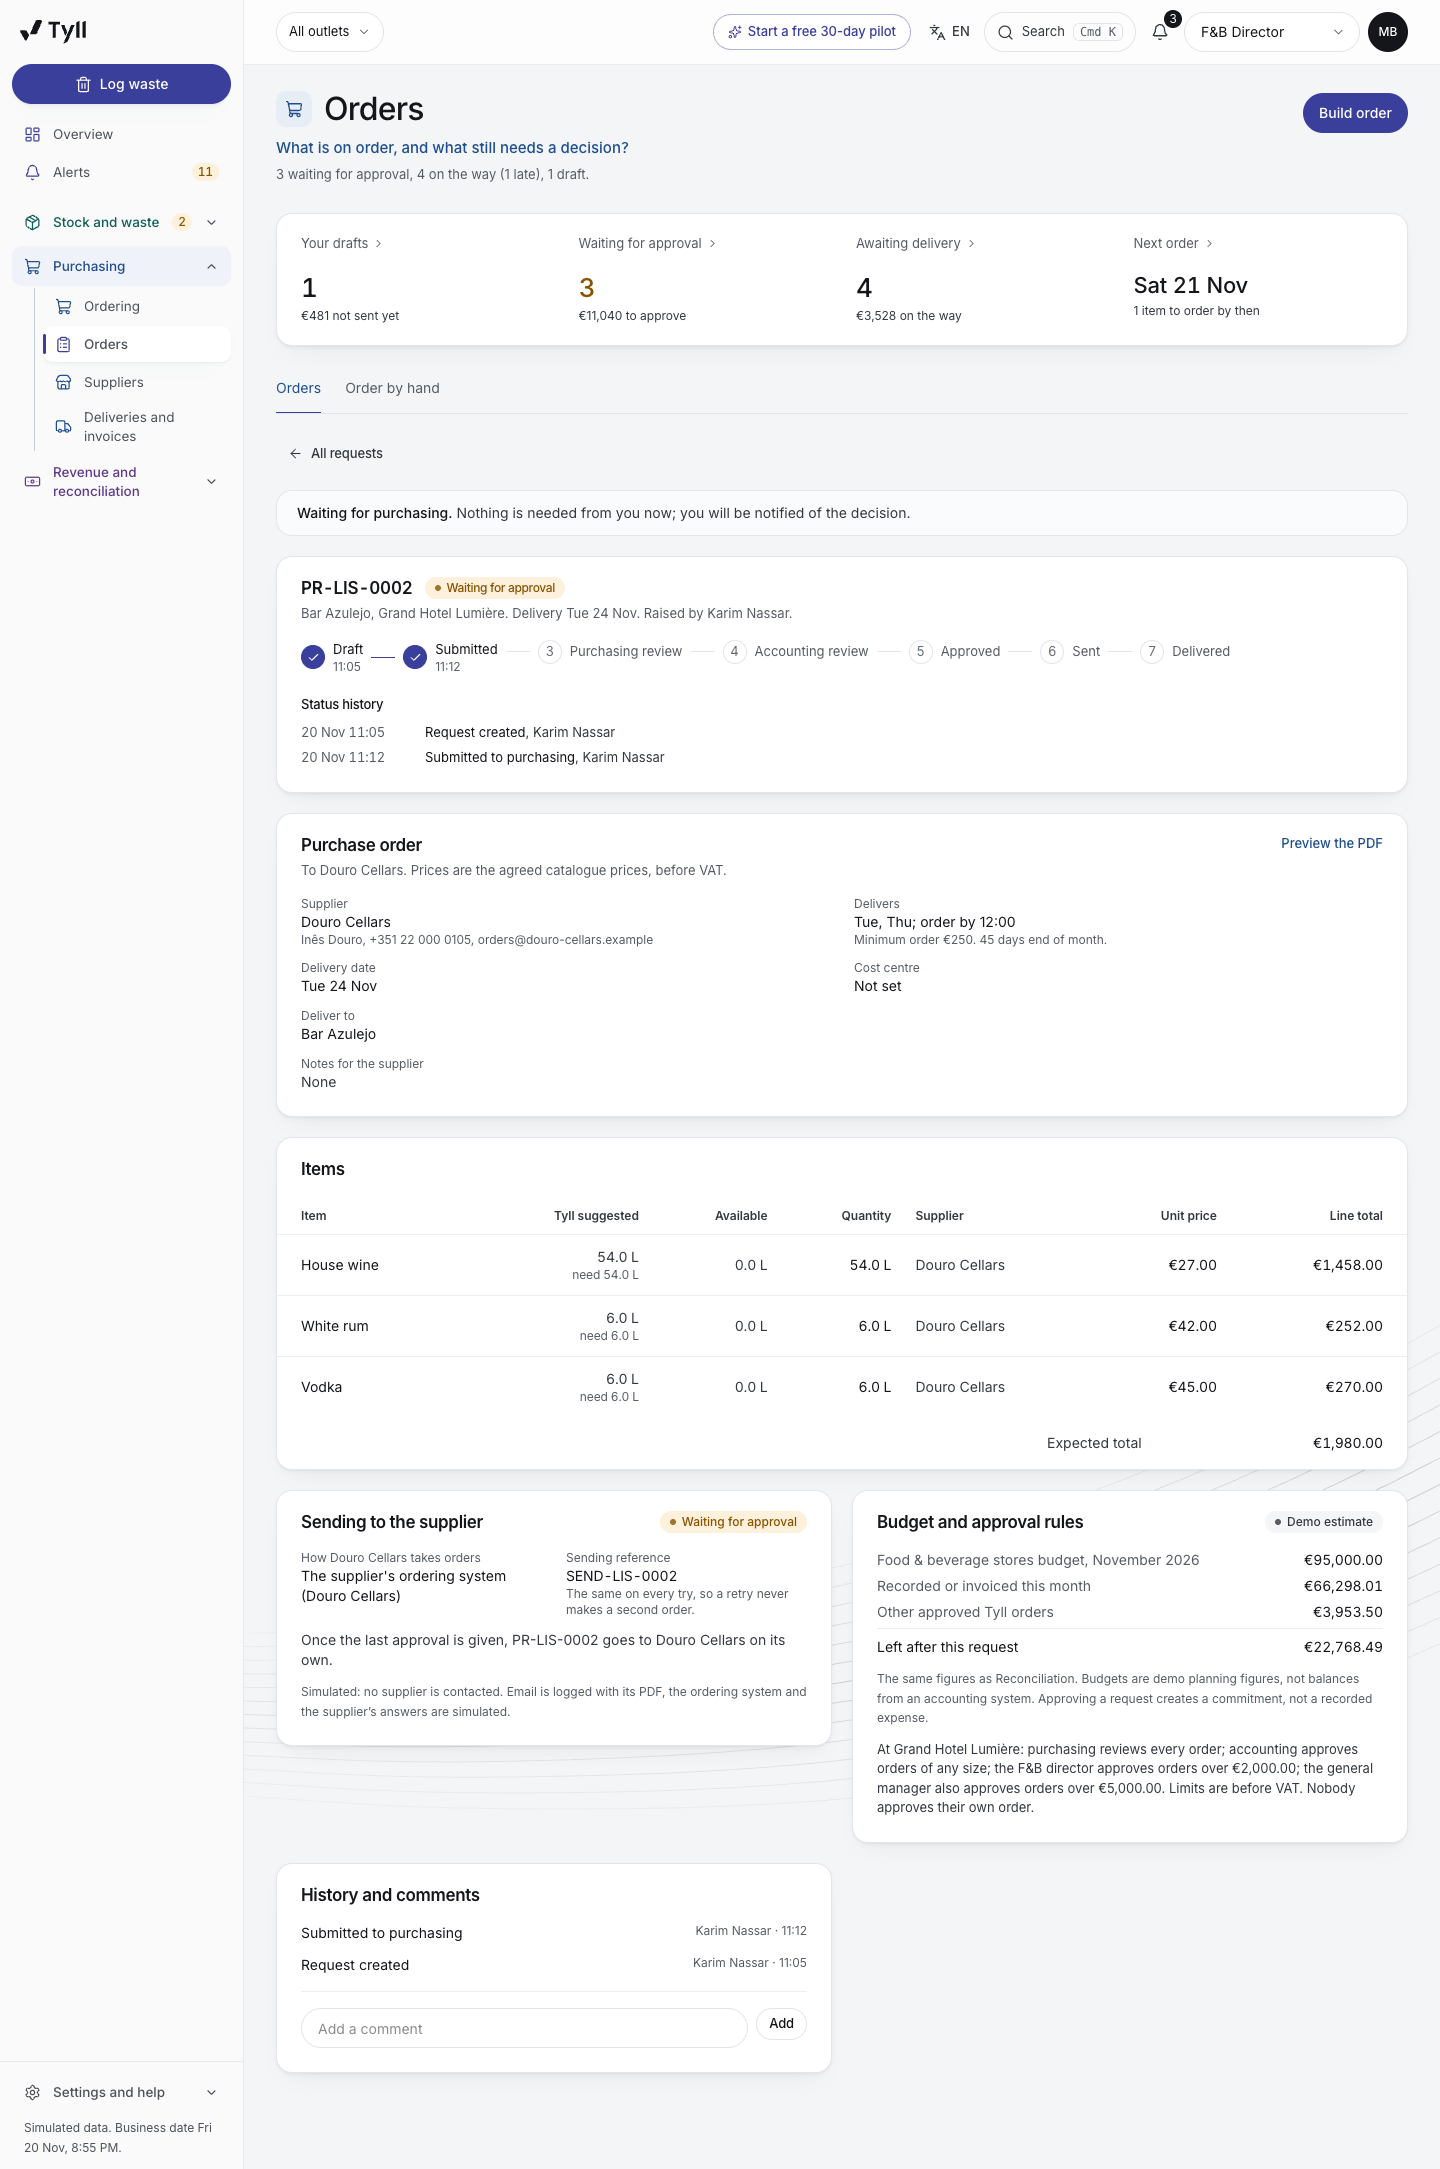 Tyll
Log waste
Overview
Alerts 11
Stock and waste 2
Purchasing
Ordering
Orders
Suppliers
Deliveries and
invoices
Revenue and
reconciliation
Settings and help
Simulated data. Business date Fri
20 Nov, 8:55 PM.
All outlets
Start a free 30-day pilot
EN
Search Cmd K
3
F&B Director
MB
Orders
Build order
What is on order, and what still needs a decision?
3 waiting for approval, 4 on the way (1 late), 1 draft.
Your drafts
1
€481 not sent yet
Waiting for approval
3
€11,040 to approve
Awaiting delivery
4
€3,528 on the way
Next order
Sat 21 Nov
1 item to order by then
Orders Order by hand
All requests
Waiting for purchasing. Nothing is needed from you now; you will be notified of the decision.
PR-LIS-0002 Waiting for approval
Bar Azulejo, Grand Hotel Lumière. Delivery Tue 24 Nov. Raised by Karim Nassar.
Draft
11:05
Submitted
11:12
3 Purchasing review
4 Accounting review
5 Approved
6 Sent
7 Delivered
Status history
20 Nov 11:05 Request created, Karim Nassar
20 Nov 11:12 Submitted to purchasing, Karim Nassar
Purchase order
Preview the PDF
To Douro Cellars. Prices are the agreed catalogue prices, before VAT.
Supplier
Douro Cellars
Inês Douro, +351 22 000 0105, orders@douro-cellars.example
Delivers
Tue, Thu; order by 12:00
Minimum order €250. 45 days end of month.
Delivery date
Tue 24 Nov
Cost centre
Not set
Deliver to
Bar Azulejo
Notes for the supplier
None
Items
Item Tyll suggested Available Quantity Supplier Unit price Line total
House wine 54.0 L 0.0 L 54.0 L Douro Cellars €27.00 €1,458.00
need 54.0 L
White rum 6.0 L 0.0 L 6.0 L Douro Cellars €42.00 €252.00
need 6.0 L
Vodka 6.0 L 0.0 L 6.0 L Douro Cellars €45.00 €270.00
need 6.0 L
Expected total €1,980.00
Sending to the supplier Waiting for approval
How Douro Cellars takes orders
The supplier's ordering system
(Douro Cellars)
Sending reference
SEND-LIS-0002
The same on every try, so a retry never
makes a second order.
Once the last approval is given, PR-LIS-0002 goes to Douro Cellars on its
own.
Simulated: no supplier is contacted. Email is logged with its PDF, the ordering system and
the supplier’s answers are simulated.
Budget and approval rules Demo estimate
Food & beverage stores budget, November 2026 €95,000.00
Recorded or invoiced this month €66,298.01
Other approved Tyll orders €3,953.50
Left after this request €22,768.49
The same figures as Reconciliation. Budgets are demo planning figures, not balances
from an accounting system. Approving a request creates a commitment, not a recorded
expense.
At Grand Hotel Lumière: purchasing reviews every order; accounting approves
orders of any size; the F&B director approves orders over €2,000.00; the general
manager also approves orders over €5,000.00. Limits are before VAT. Nobody
approves their own order.
History and comments
Submitted to purchasing Karim Nassar · 11:12
Request created Karim Nassar · 11:05
Add a comment
Add